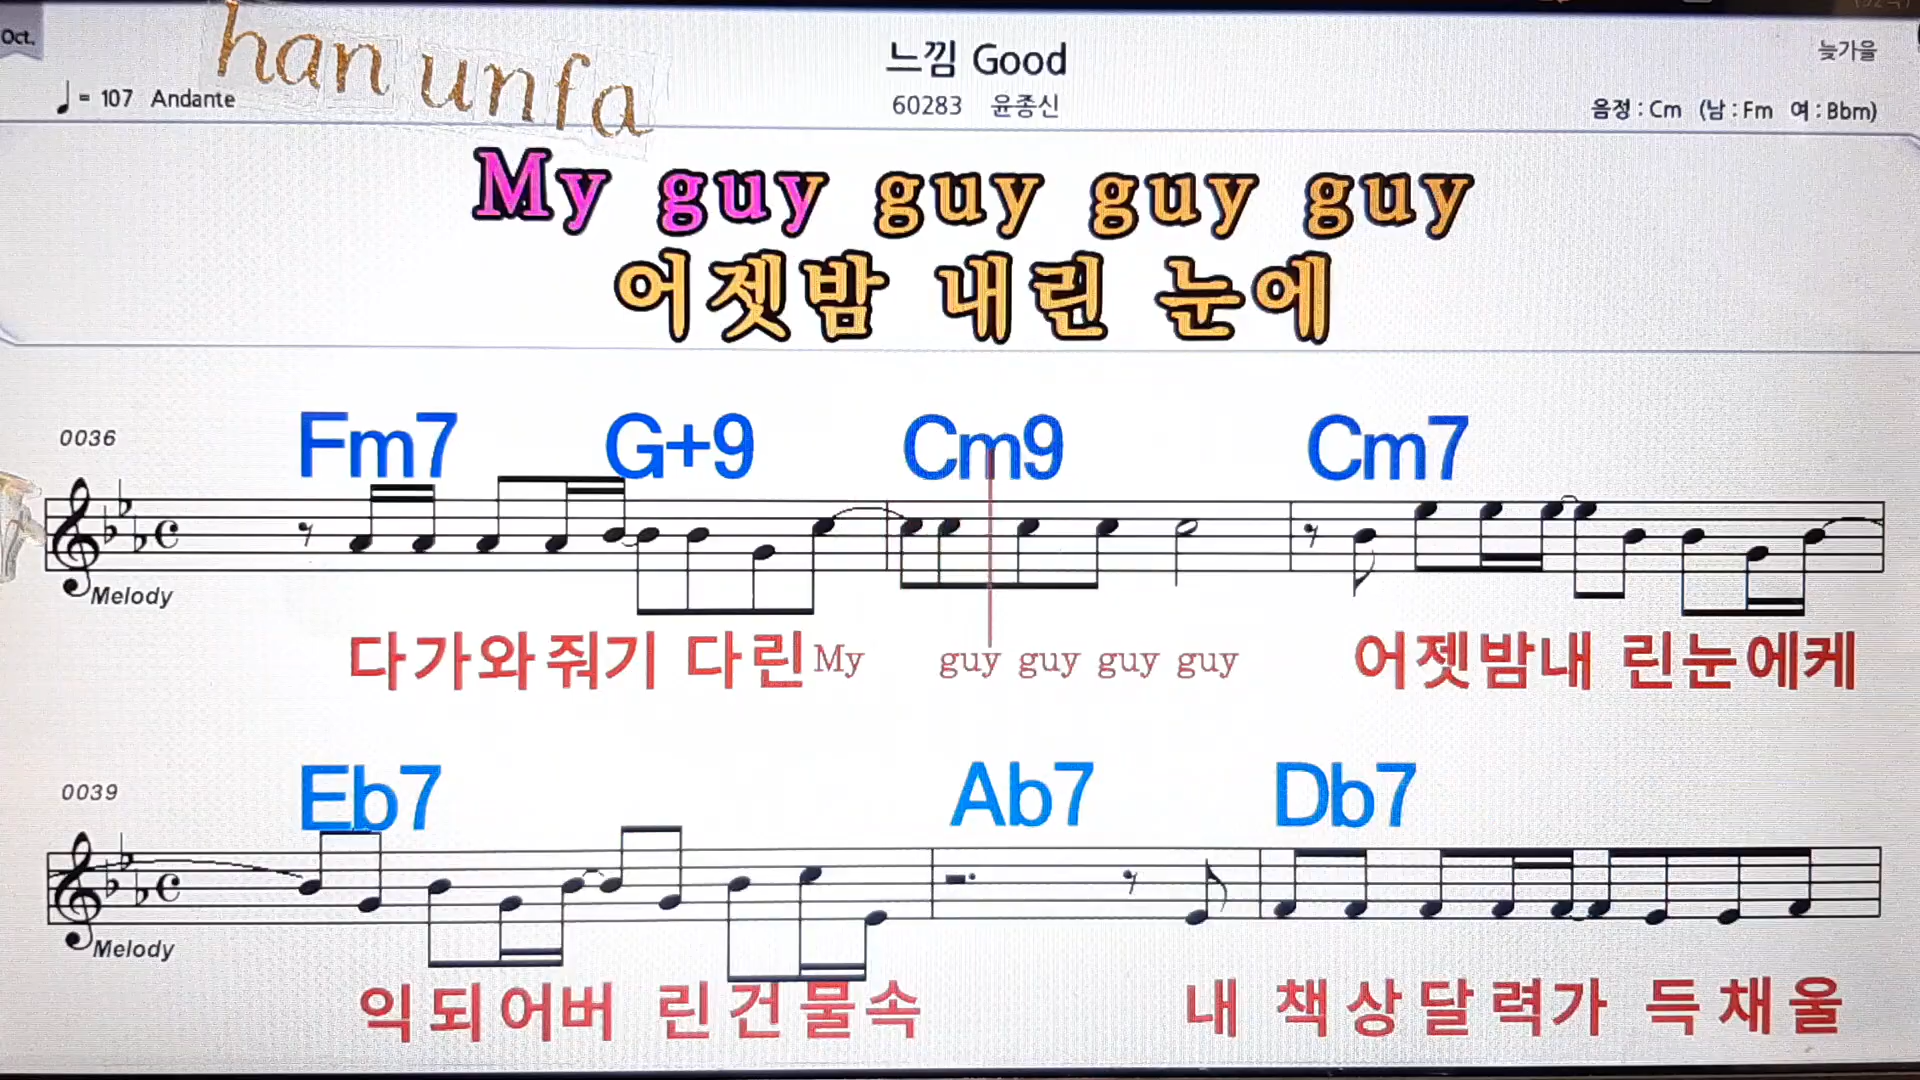 Oct.
han unfa
느낌 Good
늦가을
♩= 107 Andante
60283 윤종신
음정 : Cm (남 : Fm 여 : Bbm)
My guy guy guy guy
어젯밤 내린 눈에
0036
Fm7 G+9 Cm9 Cm7
Melody
다가와줘기 다린My guy guy guy guy 어젯밤내 린눈에케
0039
Eb7 Ab7 Db7
Melody
익되어버 린건물속 내 책상달력가 득채울